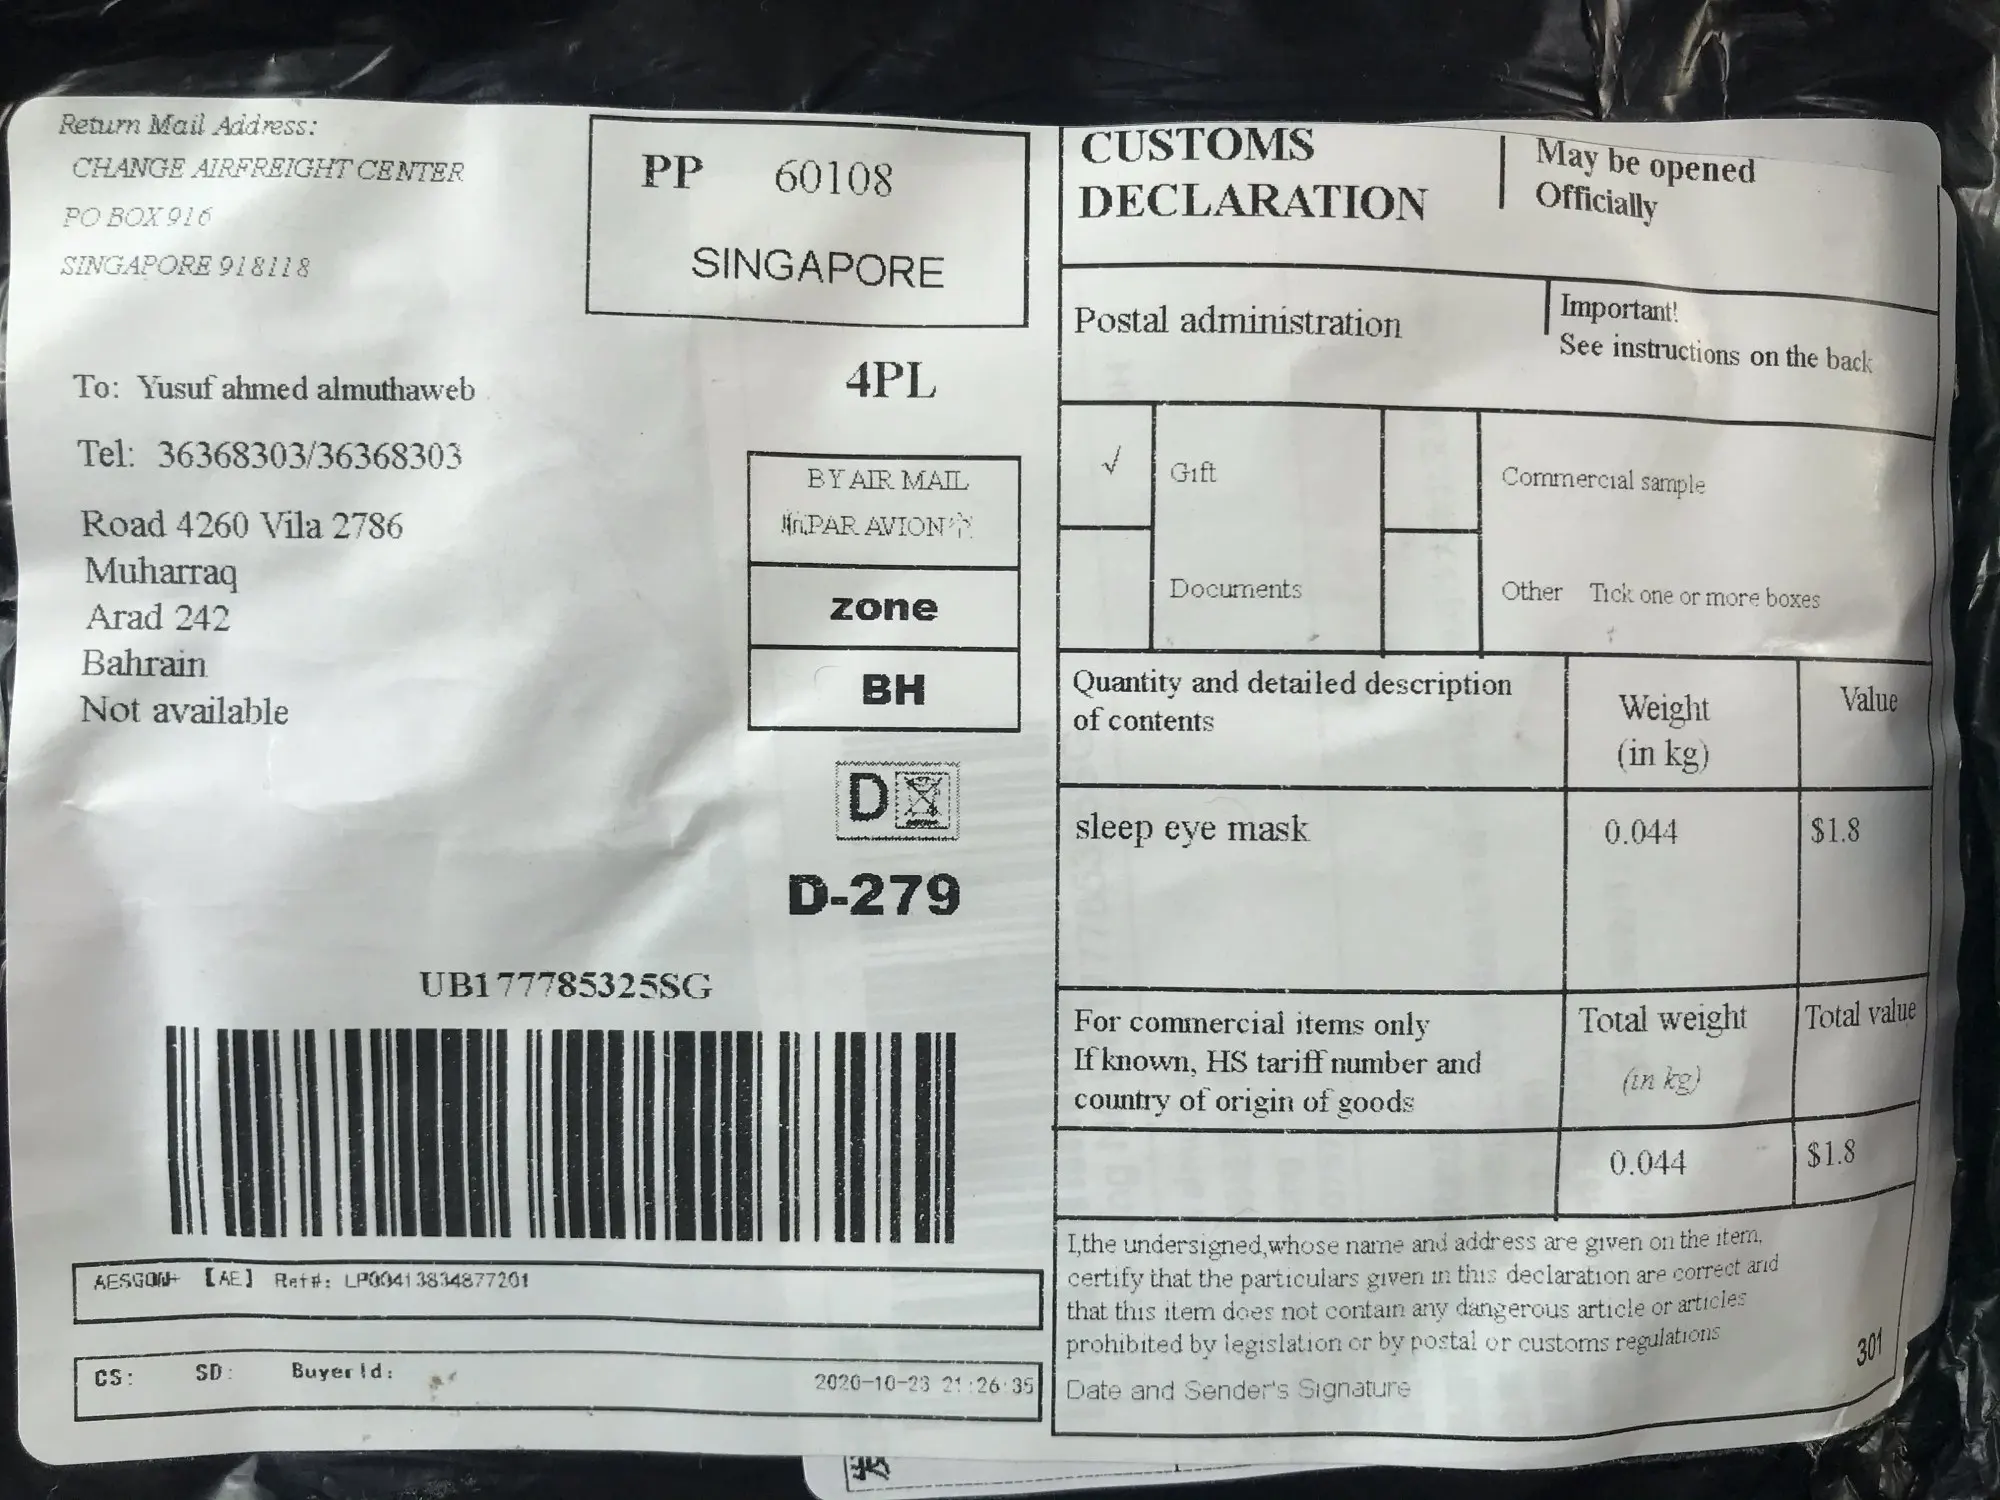 Return Mail Address:
CHANGE AIRFREIGHT CENTER
PO BOX 916
SINGAPORE 918118
PP 60108
SINGAPORE
To: Yusuf ahmed almuthaweb
Tel: 36368303/36368303
Road 4260 Vila 2786
Muharraq
Arad 242
Bahrain
Not available
4PL
BY AIR MAIL
PAR AVION
zone
BH
D
D-279
UB177785325SG
AESGOM+ 【AE】 Ref#: LP00413834877201
CS: SD: Buyer Id:
2020-10-23 21:26:35
CUSTOMS
DECLARATION
May be opened
Officially
Postal administration
Important!
See instructions on the back
√ Gift
Commercial sample
Documents
Other Tick one or more boxes
Quantity and detailed description
of contents
Weight
(in kg)
Value
sleep eye mask 0.044 $1.8
For commercial items only
If known, HS tariff number and
country of origin of goods
Total weight
(in kg)
Total value
0.044 $1.8
I,the undersigned,whose name and address are given on the item,
certify that the particulars given in this declaration are correct and
that this item does not contain any dangerous article or articles
prohibited by legislation or by postal or customs regulations
Date and Sender's Signature
301